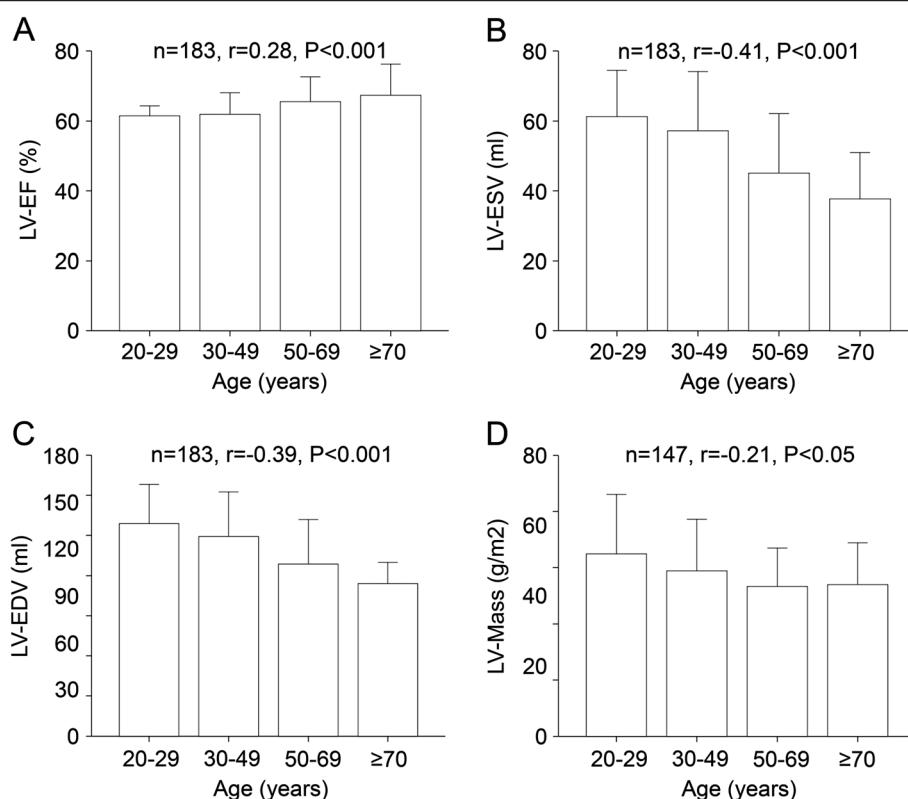 A
n=183, r=0.28, P<0.001
LV-EF (%)
80
60
40
20
0
20-29 30-49 50-69 ≥70
Age (years)
B
n=183, r=-0.41, P<0.001
LV-ESV (ml)
80
60
40
20
0
20-29 30-49 50-69 ≥70
Age (years)
C
n=183, r=-0.39, P<0.001
LV-EDV (ml)
180
150
120
90
60
30
0
20-29 30-49 50-69 ≥70
Age (years)
D
n=147, r=-0.21, P<0.05
LV-Mass (g/m2)
80
60
40
20
0
20-29 30-49 50-69 ≥70
Age (years)